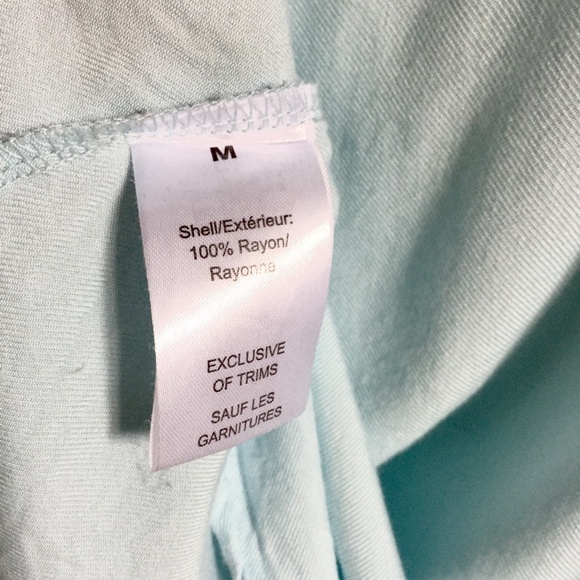 M
Shell/Extérieur:
100% Rayon/
Rayonne
EXCLUSIVE
OF TRIMS
SAUF LES
GARNITURES